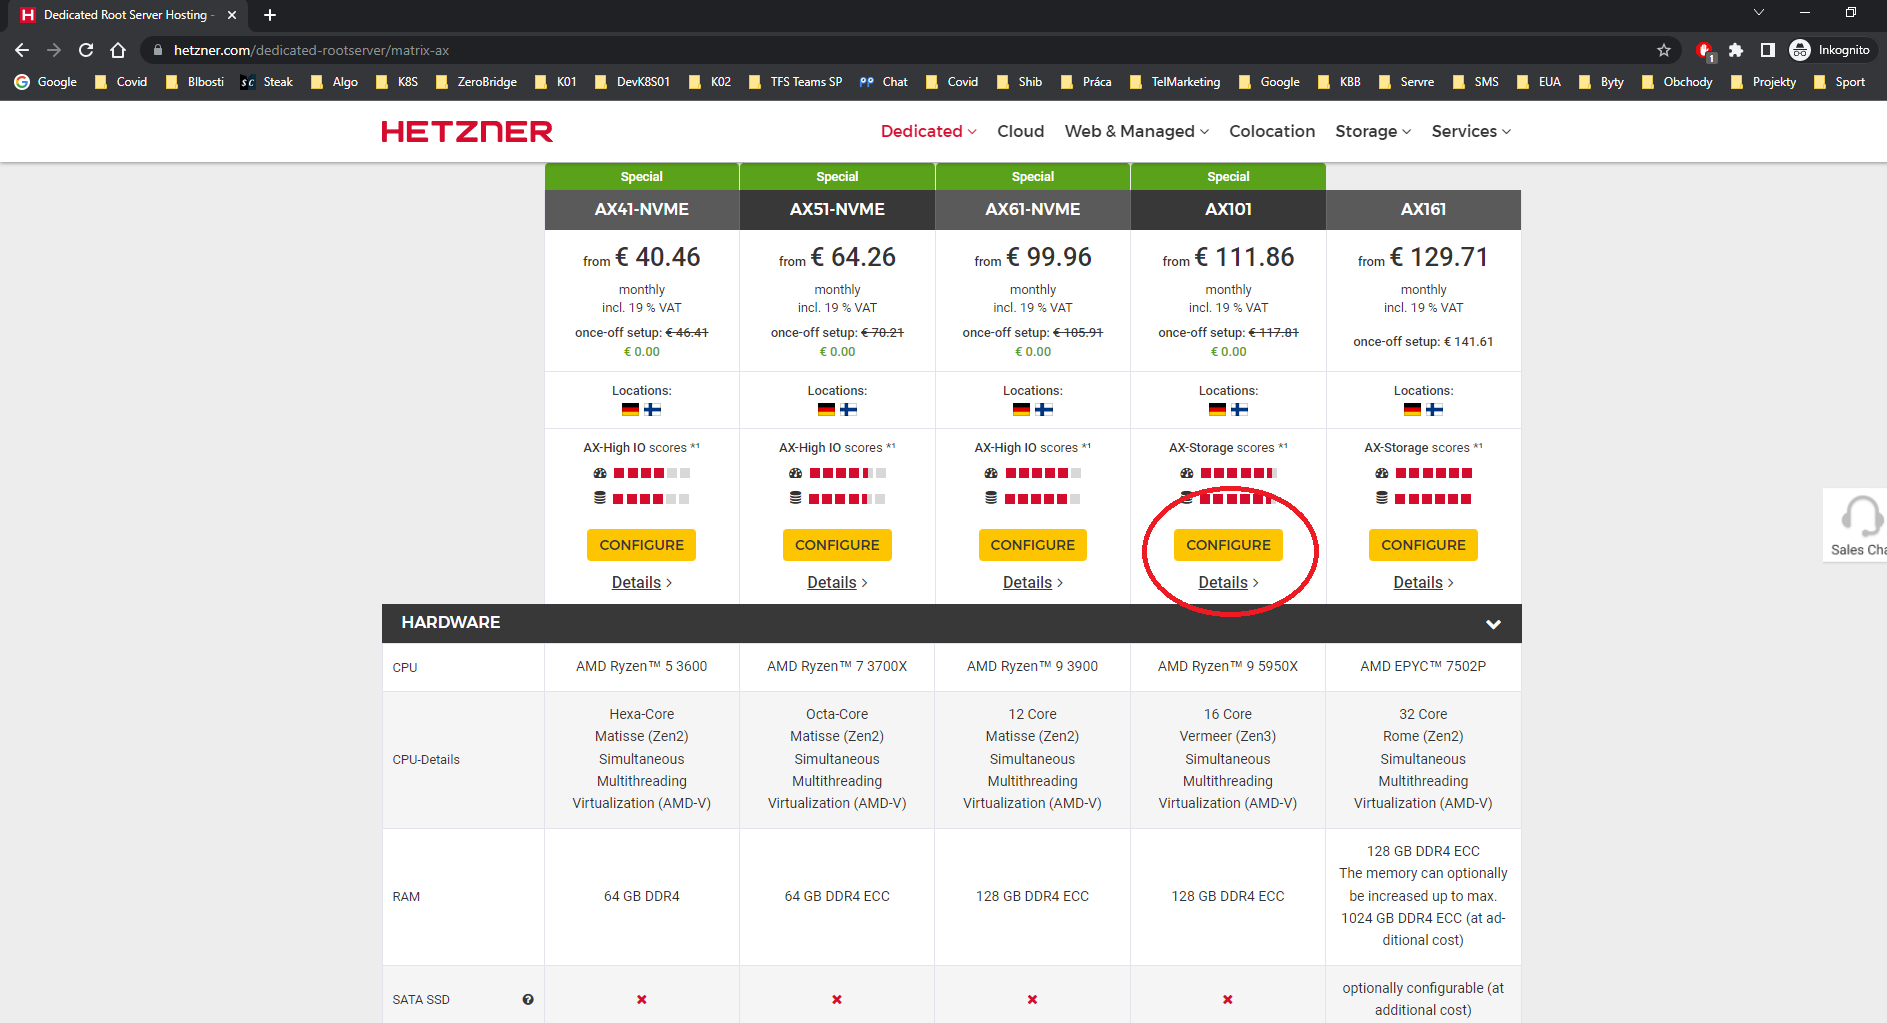 Dedicated Root Server Hosting -
hetzner.com/dedicated-rootserver/matrix-ax
1
Inkognito
Google Covid Blbosti Steak Algo K8S ZeroBridge K01 DevK8S01 K02 TFS Teams SP Chat Covid Shib Práca TelMarketing Google KBB Servre SMS EUA Byty Obchody Projekty Sport
HETZNER
Dedicated Cloud Web & Managed Colocation Storage Services
Special Special Special Special
AX41-NVME AX51-NVME AX61-NVME AX101 AX161
from € 40.46 from € 64.26 from € 99.96 from € 111.86 from € 129.71
monthly monthly monthly monthly monthly
incl. 19 % VAT incl. 19 % VAT incl. 19 % VAT incl. 19 % VAT incl. 19 % VAT
once-off setup: € 46.41 once-off setup: € 70.21 once-off setup: € 105.91 once-off setup: € 117.81 once-off setup: € 141.61
€ 0.00 € 0.00 € 0.00 € 0.00
Locations: Locations: Locations: Locations: Locations:
AX-High IO scores *¹ AX-High IO scores *¹ AX-High IO scores *¹ AX-Storage scores *¹ AX-Storage scores *¹
CONFIGURE CONFIGURE CONFIGURE CONFIGURE CONFIGURE
Sales Cha
Details > Details > Details > Details > Details >
HARDWARE
CPU AMD Ryzen™ 5 3600 AMD Ryzen™ 7 3700X AMD Ryzen™ 9 3900 AMD Ryzen™ 9 5950X AMD EPYC™ 7502P
Hexa-Core Octa-Core 12 Core 16 Core 32 Core
Matisse (Zen2) Matisse (Zen2) Matisse (Zen2) Vermeer (Zen3) Rome (Zen2)
CPU-Details Simultaneous Simultaneous Simultaneous Simultaneous Simultaneous
Multithreading Multithreading Multithreading Multithreading Multithreading
Virtualization (AMD-V) Virtualization (AMD-V) Virtualization (AMD-V) Virtualization (AMD-V) Virtualization (AMD-V)
128 GB DDR4 ECC
The memory can optionally
RAM 64 GB DDR4 64 GB DDR4 ECC 128 GB DDR4 ECC 128 GB DDR4 ECC be increased up to max.
1024 GB DDR4 ECC (at ad-
ditional cost)
SATA SSD optionally configurable (at
additional cost)